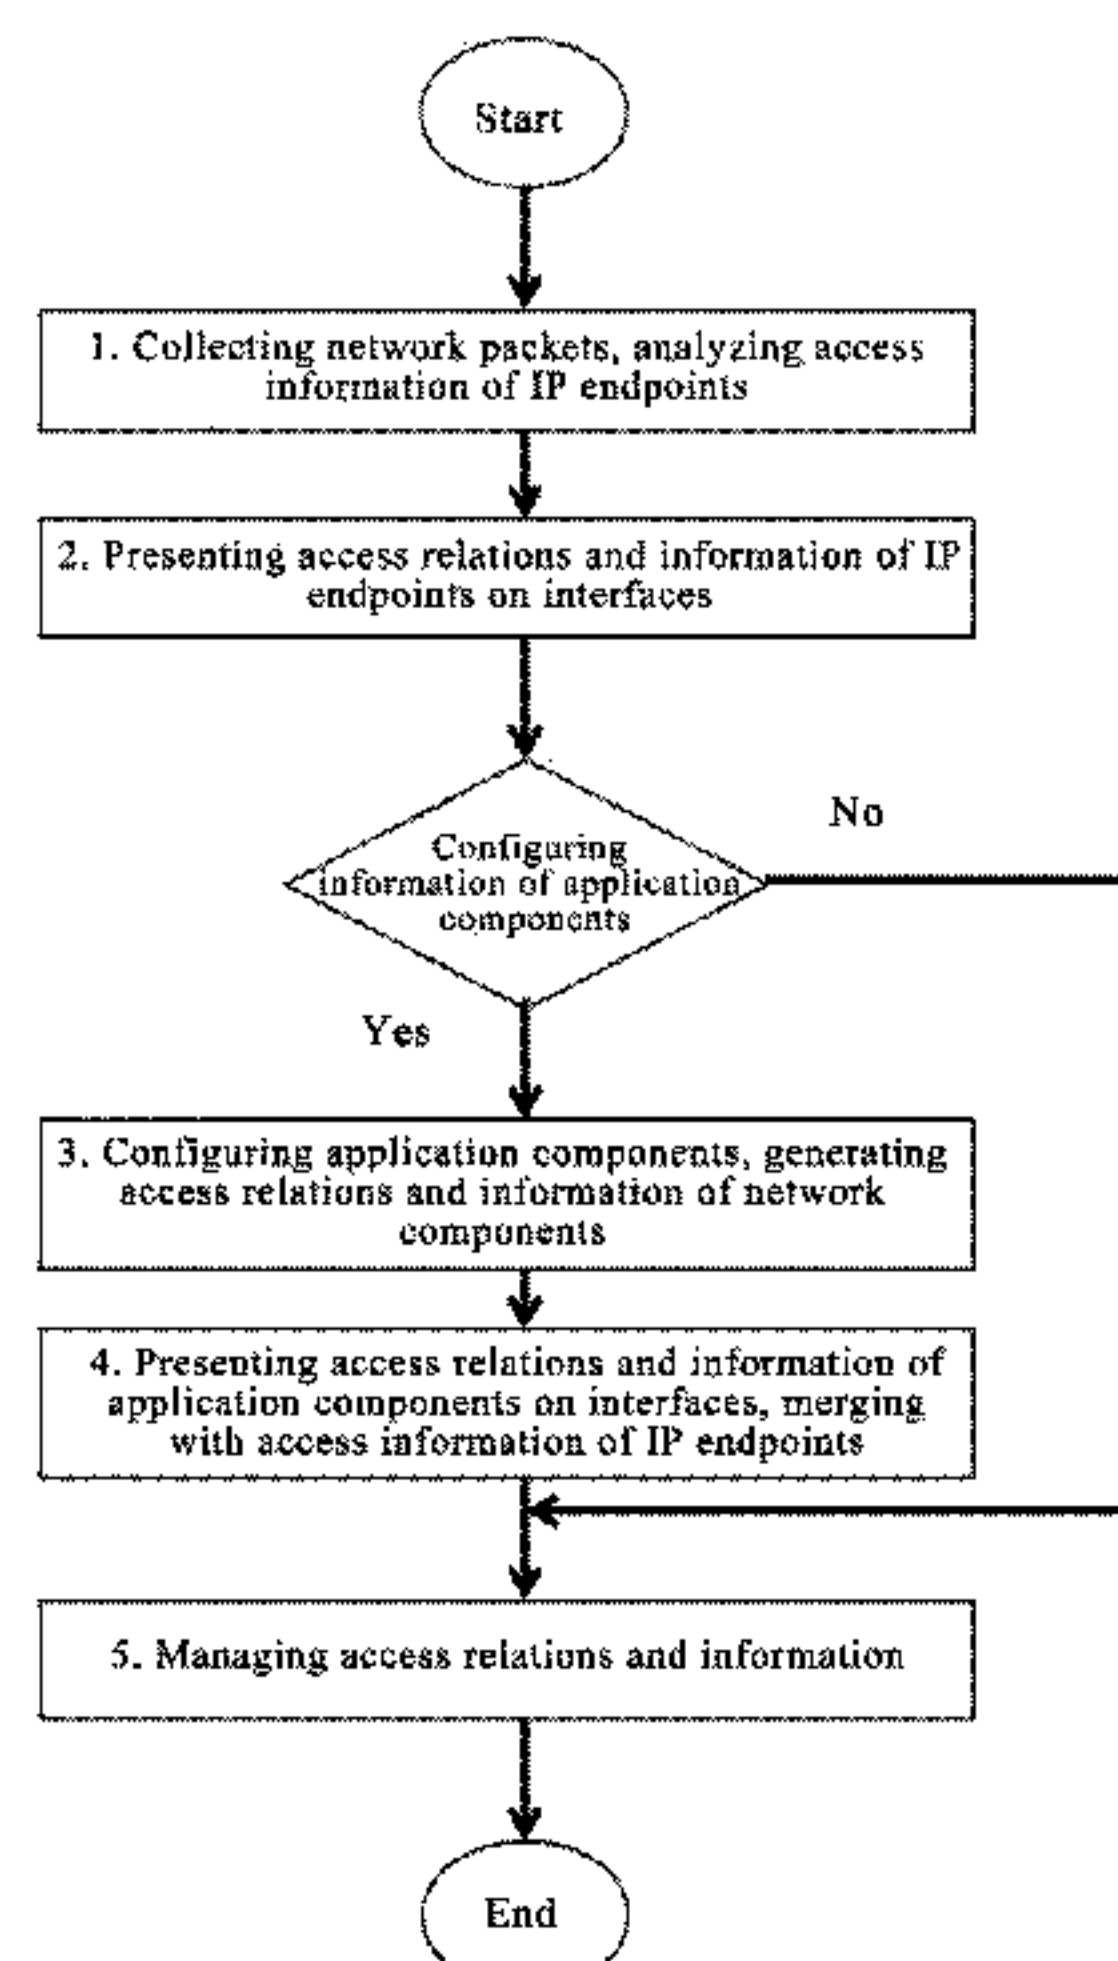 Start
1. Collecting network packets, analyzing access
information of IP endpoints
2. Presenting access relations and information of IP
endpoints on interfaces
No
Configuring
information of application
components
Yes
3. Configuring application components, generating
access relations and information of network
components
4. Presenting access relations and information of
application components on interfaces, merging
with access information of IP endpoints
5. Managing access relations and information
End